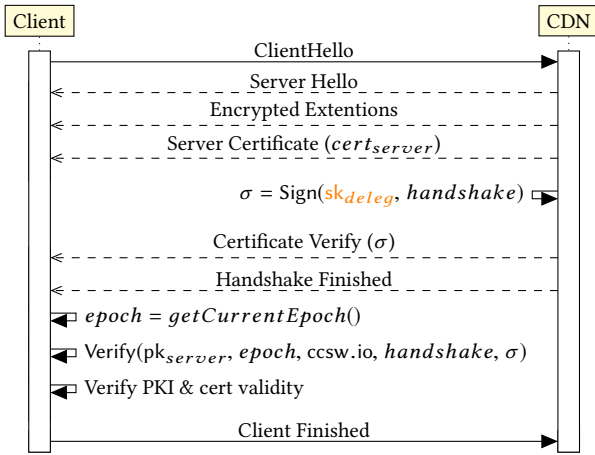 Client CDN
ClientHello
Server Hello
Encrypted Extentions
Server Certificate (cert_server)
σ = Sign(sk_deleg, handshake)
Certificate Verify (σ)
Handshake Finished
epoch = getCurrentEpoch()
Verify(pk_server, epoch, ccsw.io, handshake, σ)
Verify PKI & cert validity
Client Finished